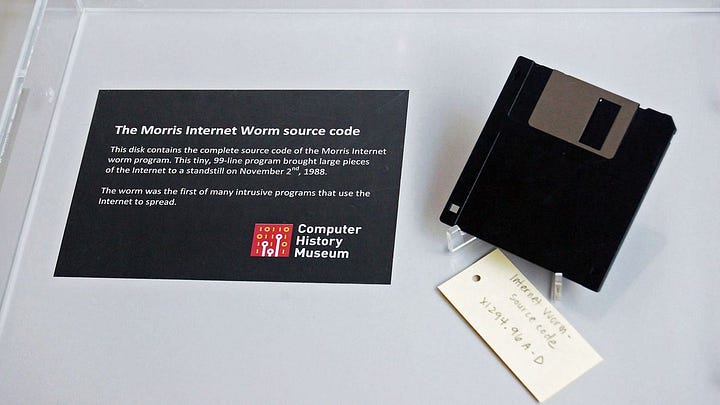 The Morris Internet Worm source code
This disk contains the complete source code of the Morris Internet
worm program. This tiny, 99-line program brought large pieces
of the Internet to a standstill on November 2nd, 1988.
The worm was the first of many intrusive programs that use the
Internet to spread.
10110
Computer
History
Museum
Internet Worm-
source code
X1294.96 A-D